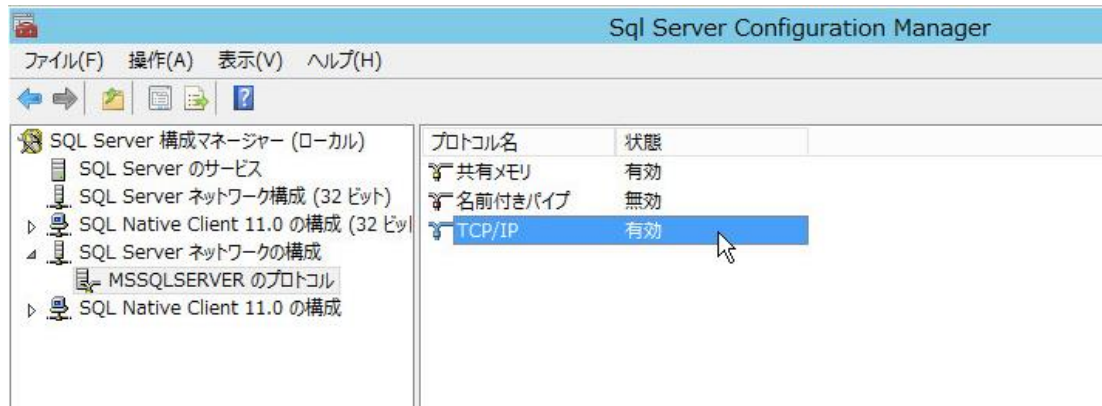 Sql Server Configuration Manager
ファイル(F) 操作(A) 表示(V) ヘルプ(H)
SQL Server 構成マネージャー (ローカル)
SQL Server のサービス
SQL Server ネットワーク構成 (32 ビット)
SQL Native Client 11.0 の構成 (32 ビッ
SQL Server ネットワークの構成
MSSQLSERVER のプロトコル
SQL Native Client 11.0 の構成
プロトコル名 状態
共有メモリ 有効
名前付きパイプ 無効
TCP/IP 有効